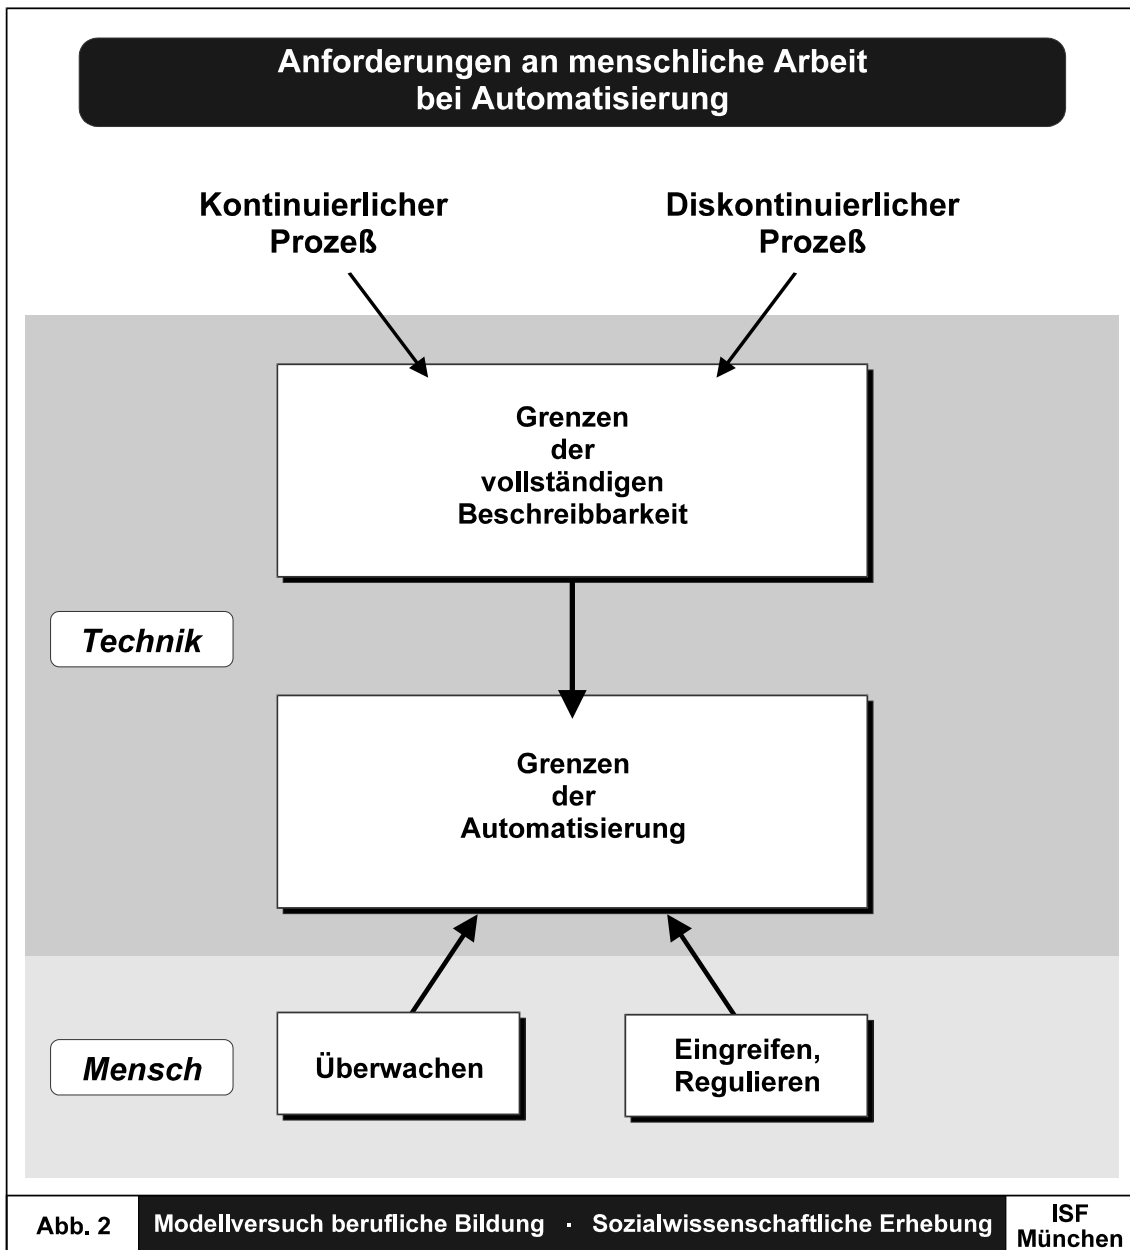 Anforderungen an menschliche Arbeit
bei Automatisierung
Kontinuierlicher
Prozeß
Diskontinuierlicher
Prozeß
Grenzen
der
vollständigen
Beschreibbarkeit
Technik
Grenzen
der
Automatisierung
Mensch
Überwachen
Eingreifen,
Regulieren
Abb. 2
Modellversuch berufliche Bildung · Sozialwissenschaftliche Erhebung
ISF
München